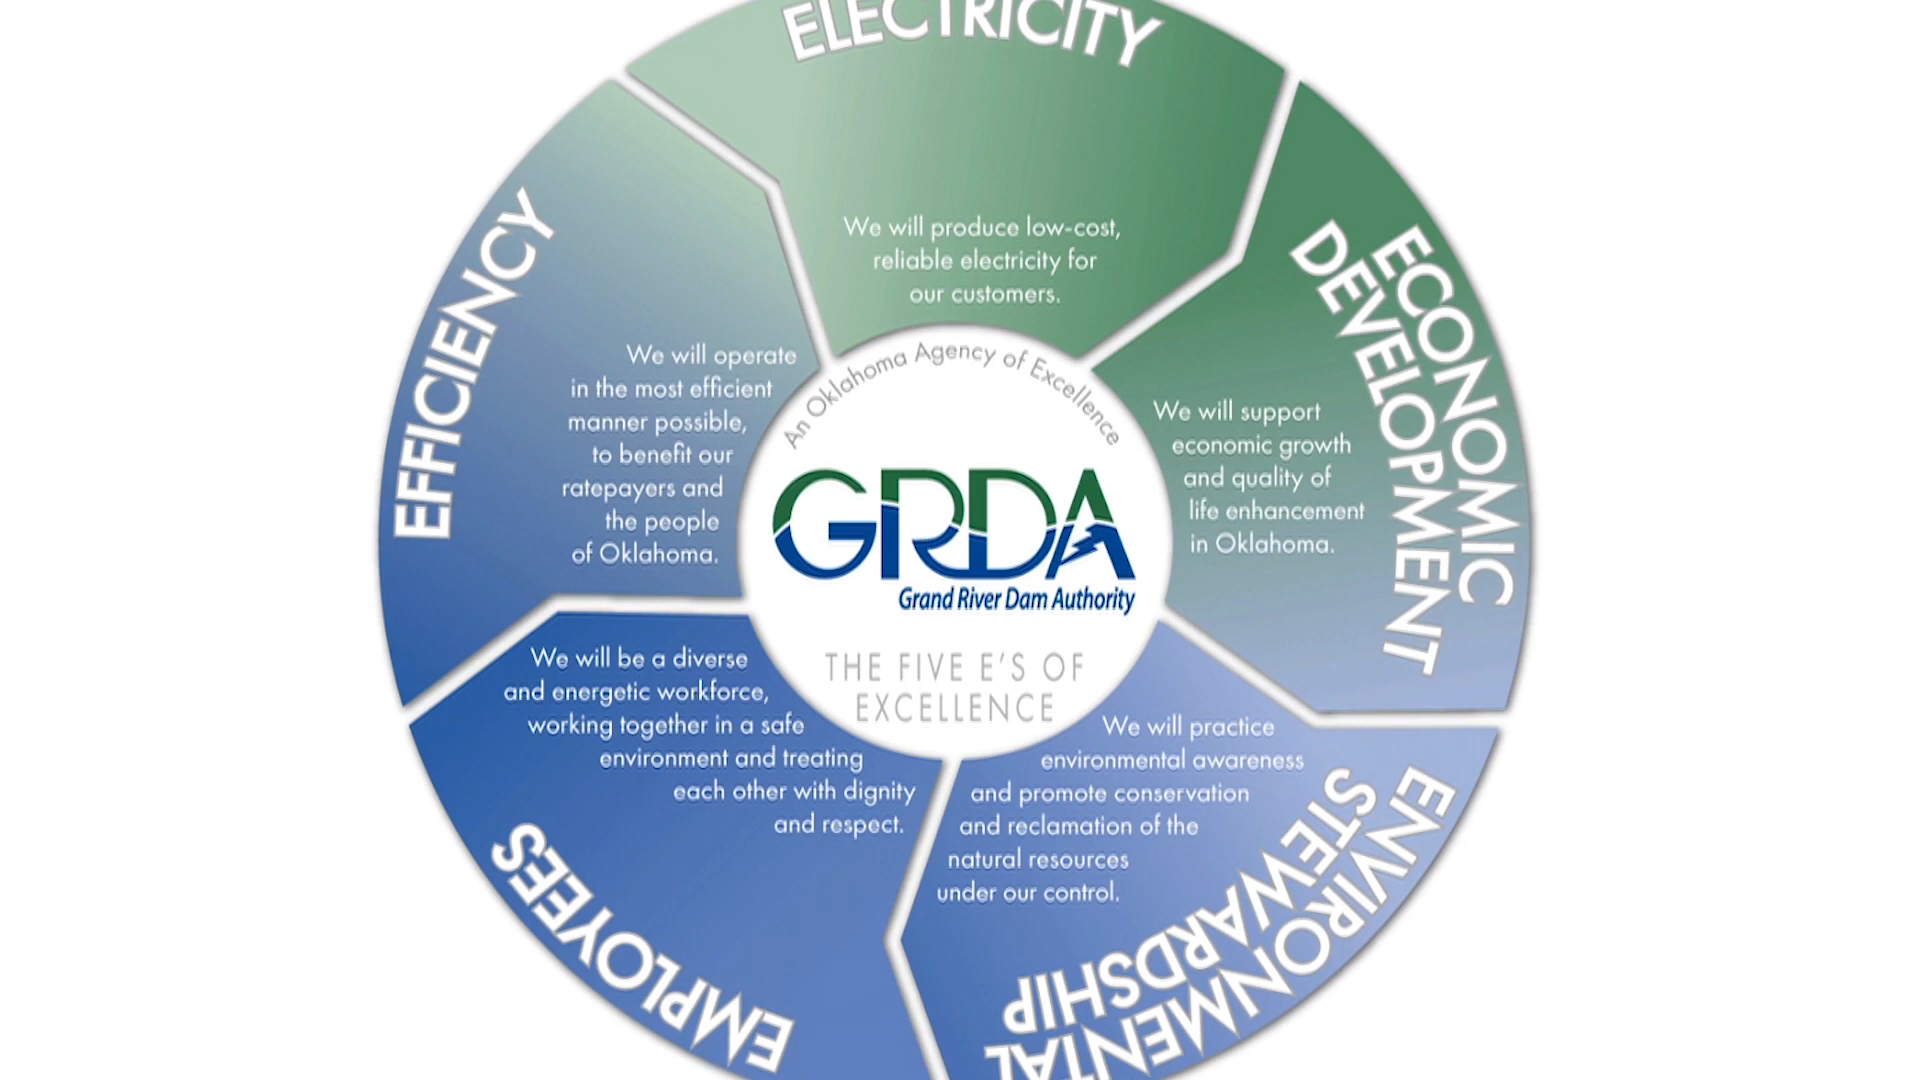 ELECTRICITY
We will produce low-cost,
reliable electricity for
our customers.
ECONOMIC
DEVELOPMENT
We will support
economic growth
and quality of
life enhancement
in Oklahoma.
ENVIRONMENTAL
STEWARDSHIP
We will practice
environmental awareness
and promote conservation
and reclamation of the
natural resources
under our control.
EMPLOYEES
We will be a diverse
and energetic workforce,
working together in a safe
environment and treating
each other with dignity
and respect.
EFFICIENCY
We will operate
in the most efficient
manner possible,
to benefit our
ratepayers and
the people
of Oklahoma.
An Oklahoma Agency of Excellence
GRDA
Grand River Dam Authority
THE FIVE E'S OF
EXCELLENCE